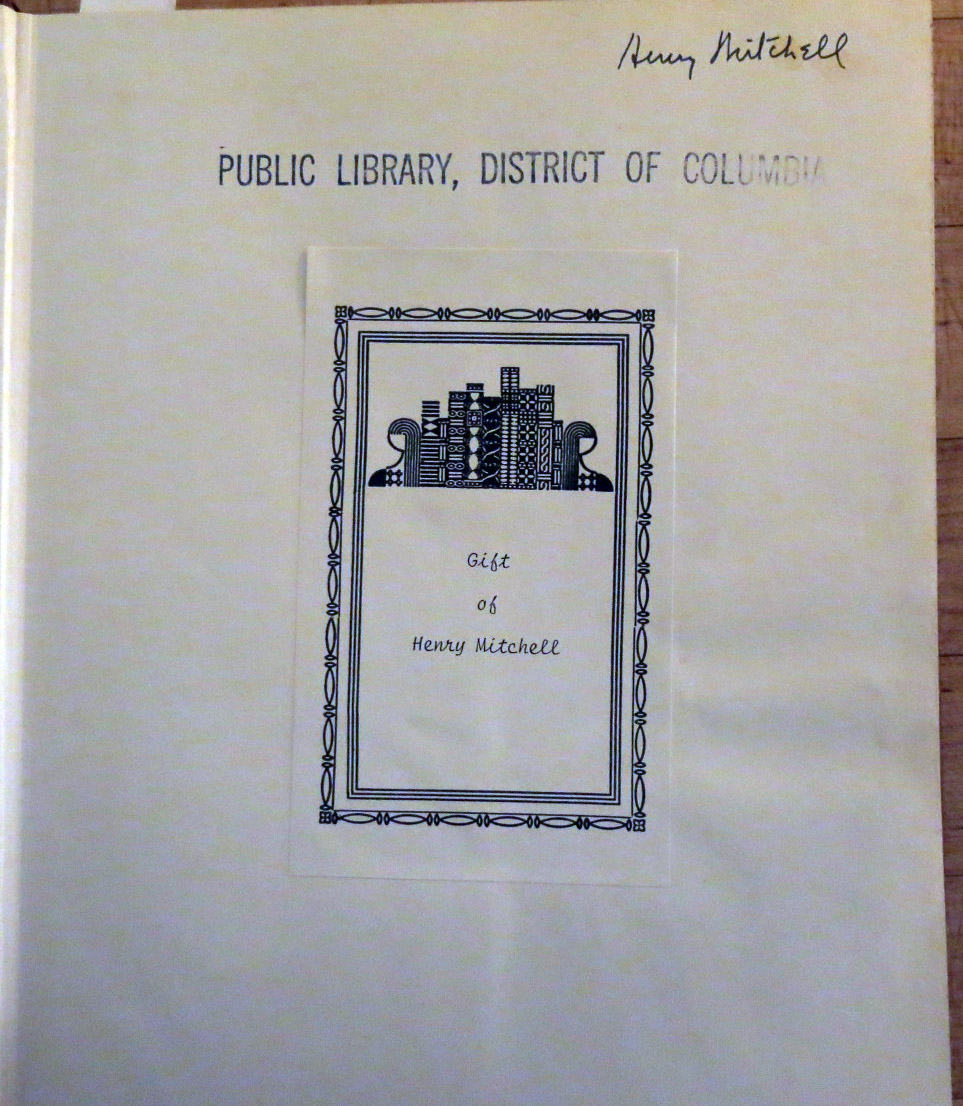 Henry Mitchell
PUBLIC LIBRARY, DISTRICT OF COLUMBIA
Gift
of
Henry Mitchell